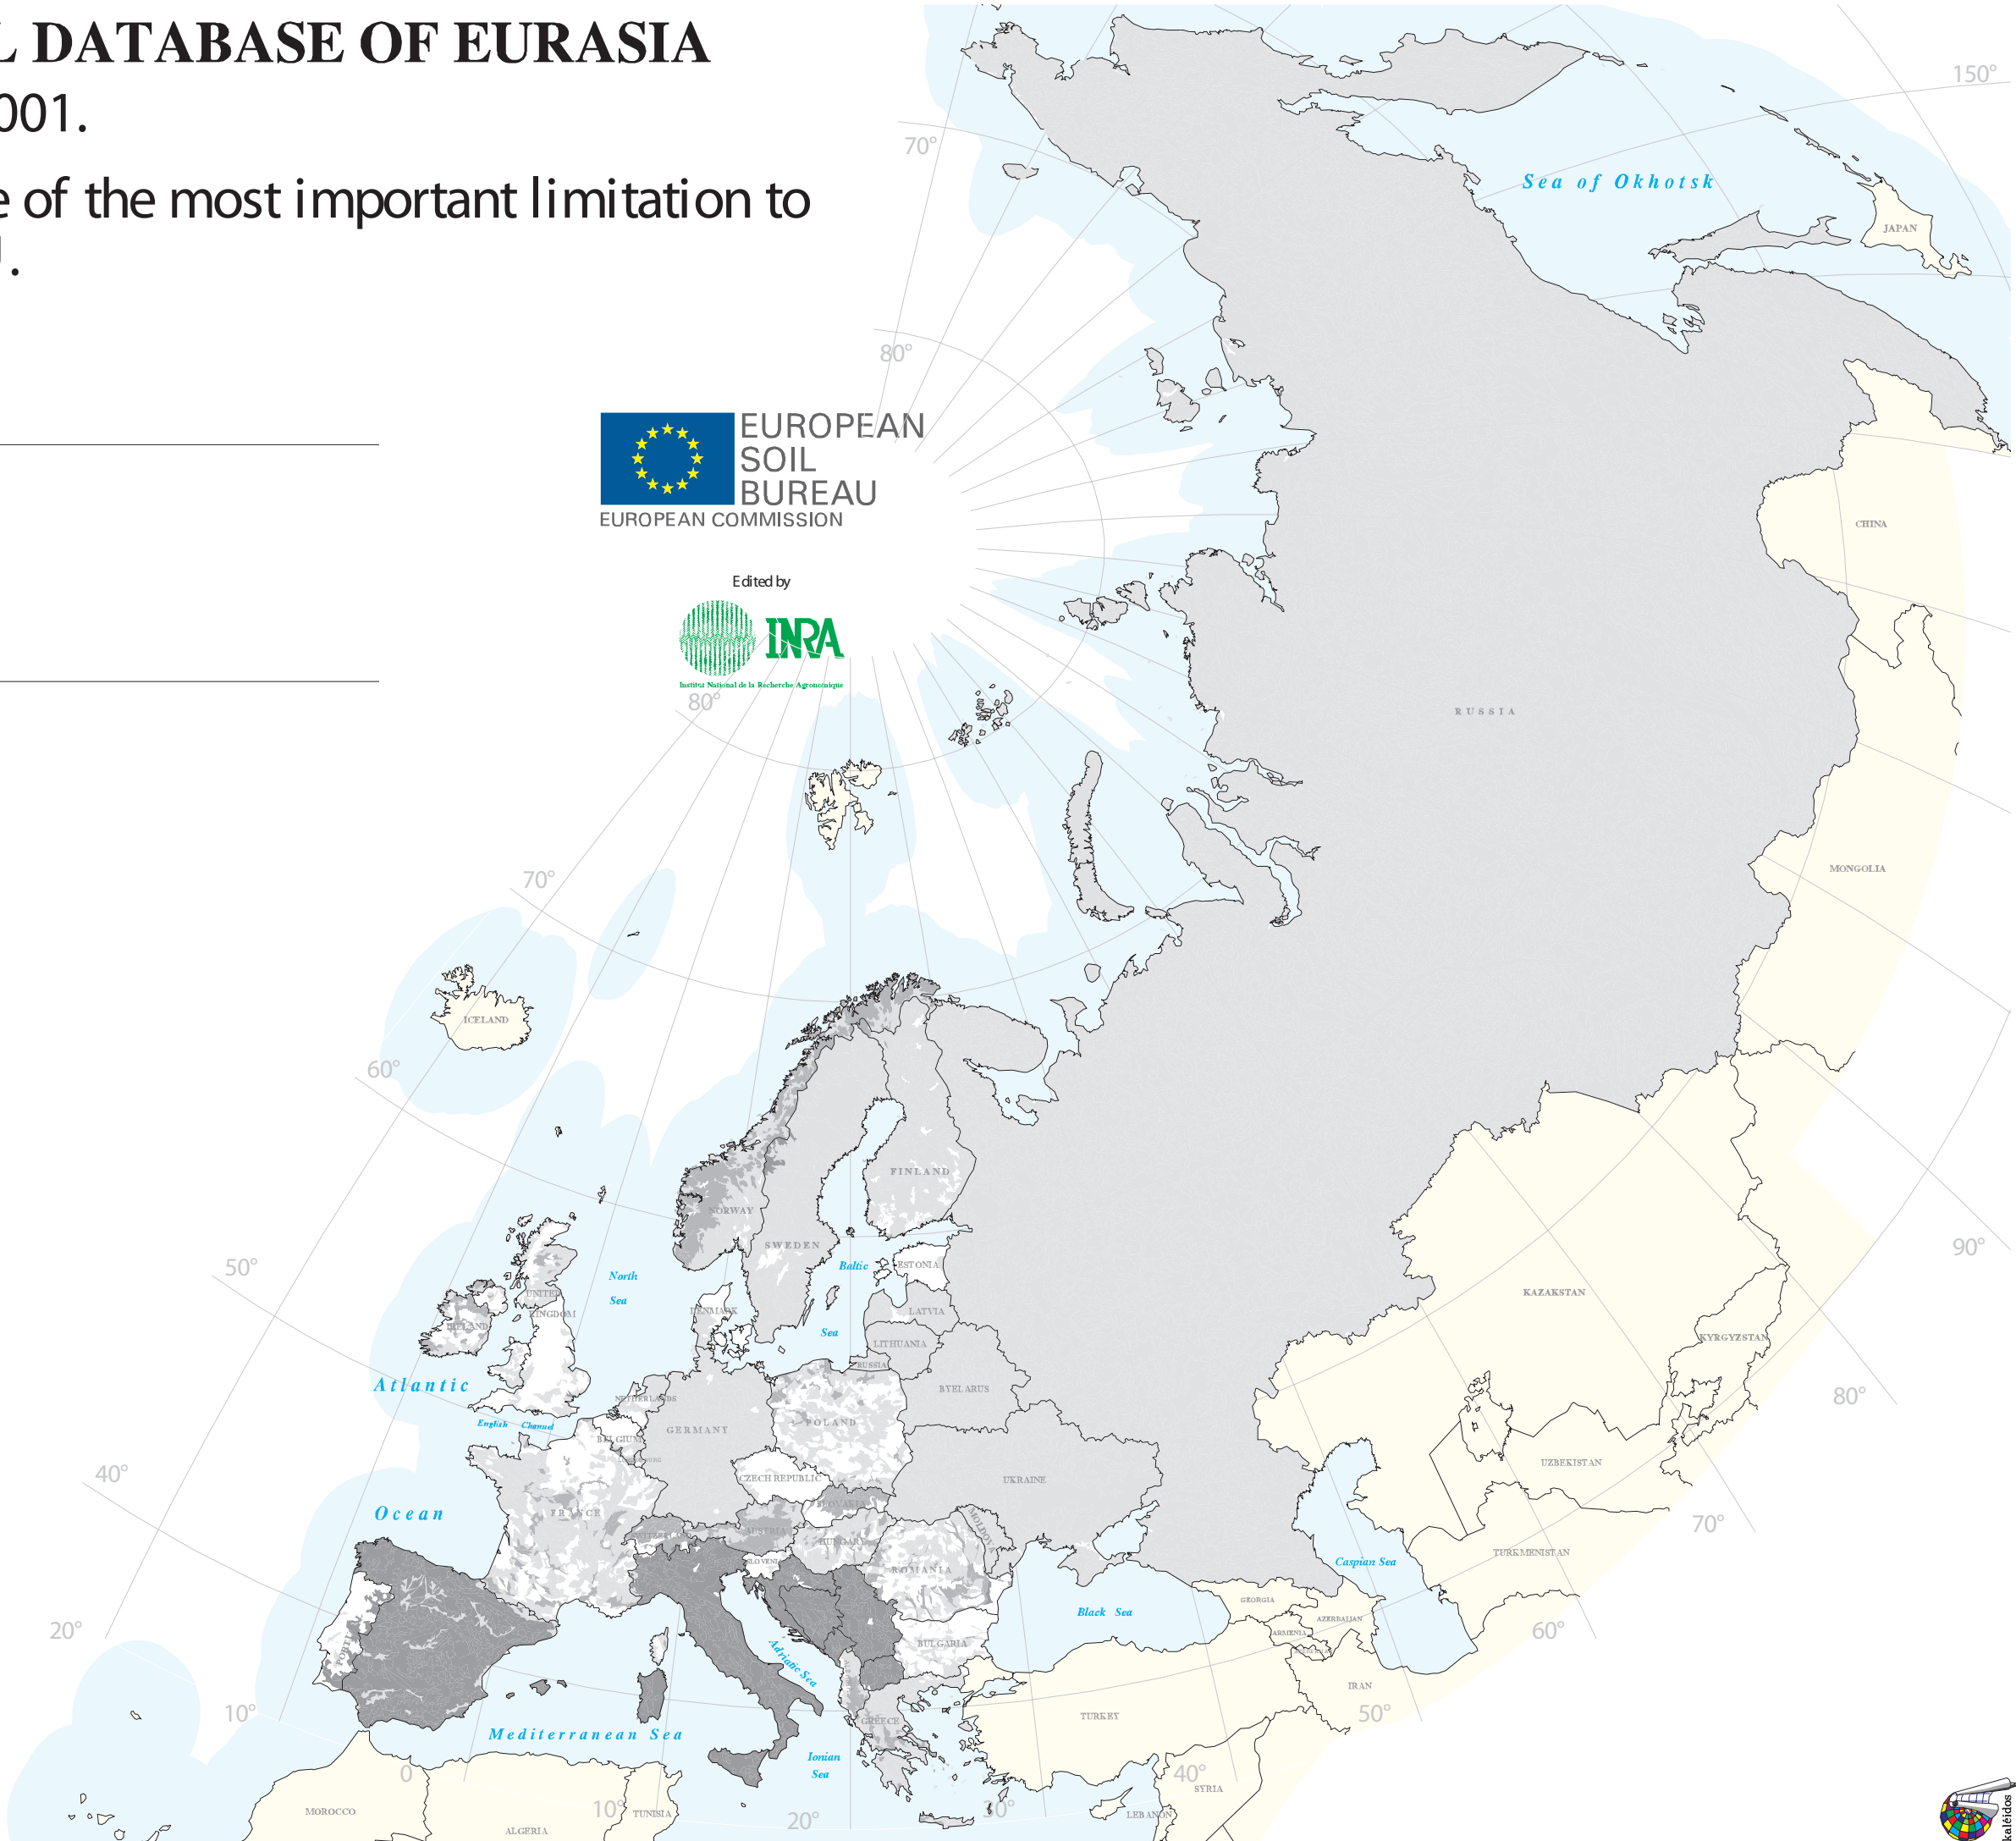 L DATABASE OF EURASIA
001.
e of the most important limitation to
.
EUROPEAN
SOIL
BUREAU
EUROPEAN COMMISSION
Edited by
INRA
Institut National de la Recherche Agronomique
150°
70°
80°
Sea of Okhotsk
JAPAN
CHINA
RUSSIA
80°
MONGOLIA
70°
ICELAND
60°
50°
FINLAND
NORWAY
SWEDEN
North
Sea
Baltic
Sea
ESTONIA
LATVIA
LITHUANIA
RUSSIA
BYELARUS
DENMARK
UNITED
KINGDOM
IRELAND
Atlantic
Ocean
English Channel
NETHERLANDS
BELGIUM
GERMANY
POLAND
CZECH REPUBLIC
UKRAINE
SLOVAKIA
FRANCE
SWITZERLAND
AUSTRIA
HUNGARY
SLOVENIA
ROMANIA
MOLDOVA
BULGARIA
PORTUGAL
GREECE
40°
20°
10°
KAZAKSTAN
KYRGYZSTAN
UZBEKISTAN
TURKMENISTAN
Caspian Sea
Black Sea
GEORGIA
AZERBAIJAN
ARMENIA
IRAN
TURKEY
SYRIA
LEBANON
Adriatic Sea
Mediterranean Sea
Ionian
Sea
MOROCCO
ALGERIA
TUNISIA
0
10°
20°
30°
40°
50°
60°
70°
80°
90°
kaléidos